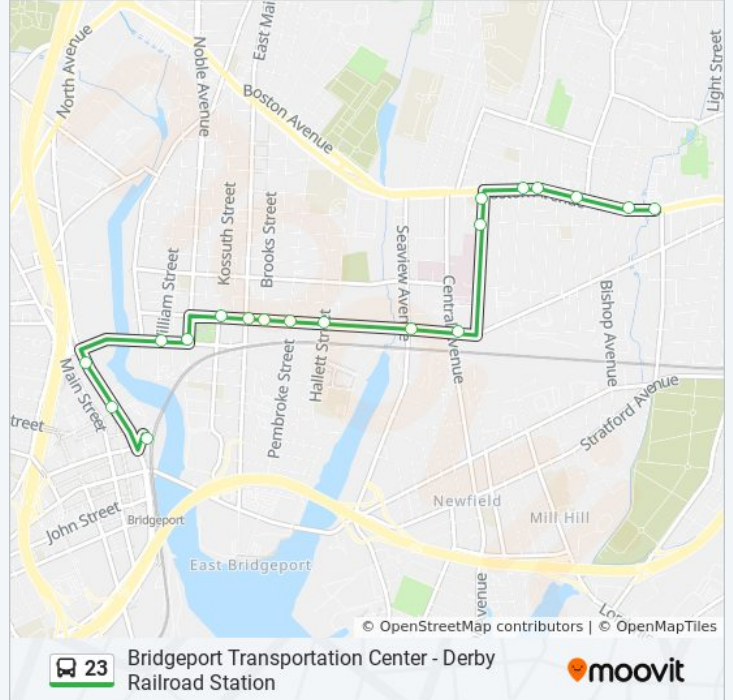 North Avenue
Noble Avenue
East Mai
Light Street
Boston Avenue
Kossuth Street
Brooks Street
Seaview Avenue
William Street
Central Avenue
Bishop Avenue
Main Street
Hallett Street
Pembroke Street
Stratford Avenue
treet
John Street
Bridgeport
Newfield
Mill Hill
East Bridgeport
venue
© OpenStreetMap contributors | © OpenMapTiles
23
Bridgeport Transportation Center - Derby
Railroad Station
moovit